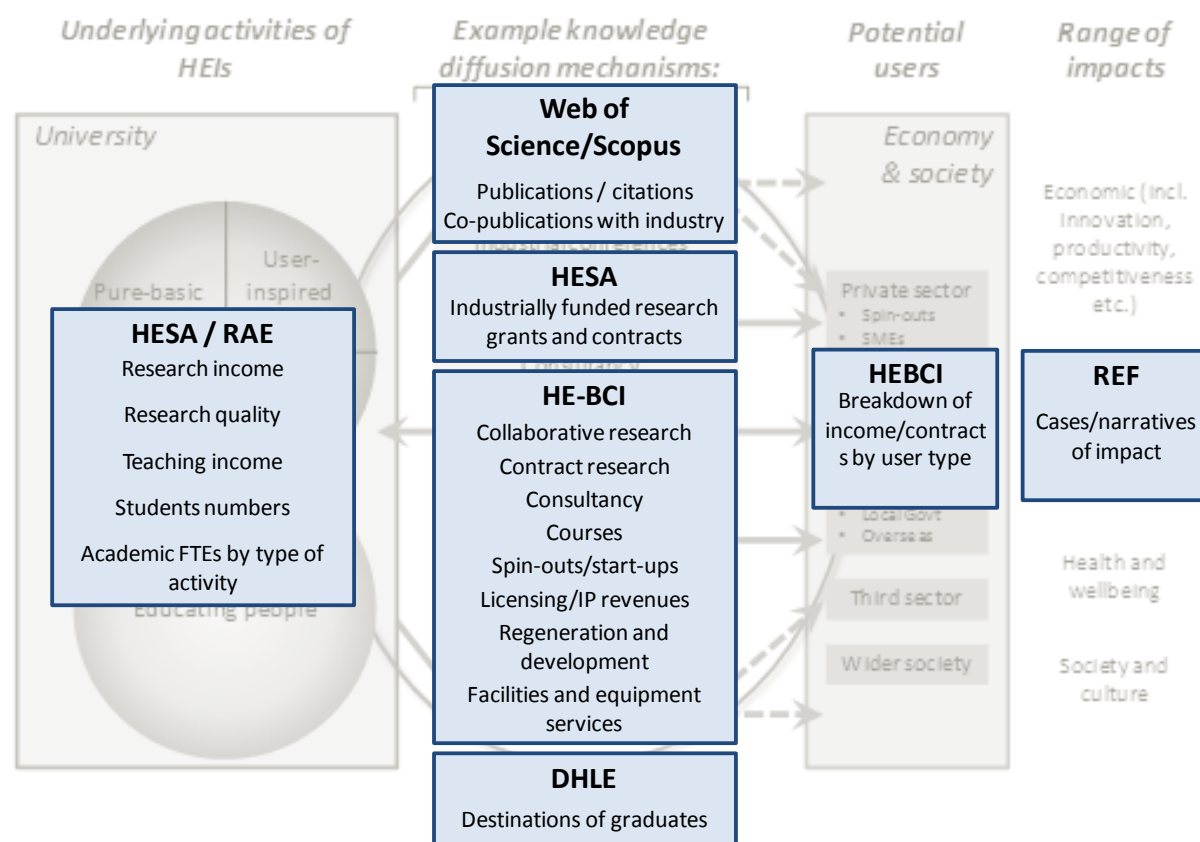 Underlying activities of
HEIs
Example knowledge
diffusion mechanisms:
Potential
users
Range of
impacts
University
Pure-basic
User-
inspired
HESA / RAE
Research income
Research quality
Teaching income
Students numbers
Academic FTEs by type of
activity
Educating people
Web of
Science/Scopus
Publications / citations
Co-publications with industry
Industrial conferences
HESA
Industrially funded research
grants and contracts
Consultancy
HE-BCI
Collaborative research
Contract research
Consultancy
Courses
Spin-outs/start-ups
Licensing/IP revenues
Regeneration and
development
Facilities and equipment
services
DHLE
Destinations of graduates
Economy
& society
Private sector
• Spin-outs
• SMEs
HEBCI
Breakdown of
income/contract
s by user type
• Local Govt
• Overseas
Third sector
Wider society
Economic (incl.
Innovation,
productivity,
competitiveness
etc.)
REF
Cases/narratives
of impact
Health and
wellbeing
Society and
culture